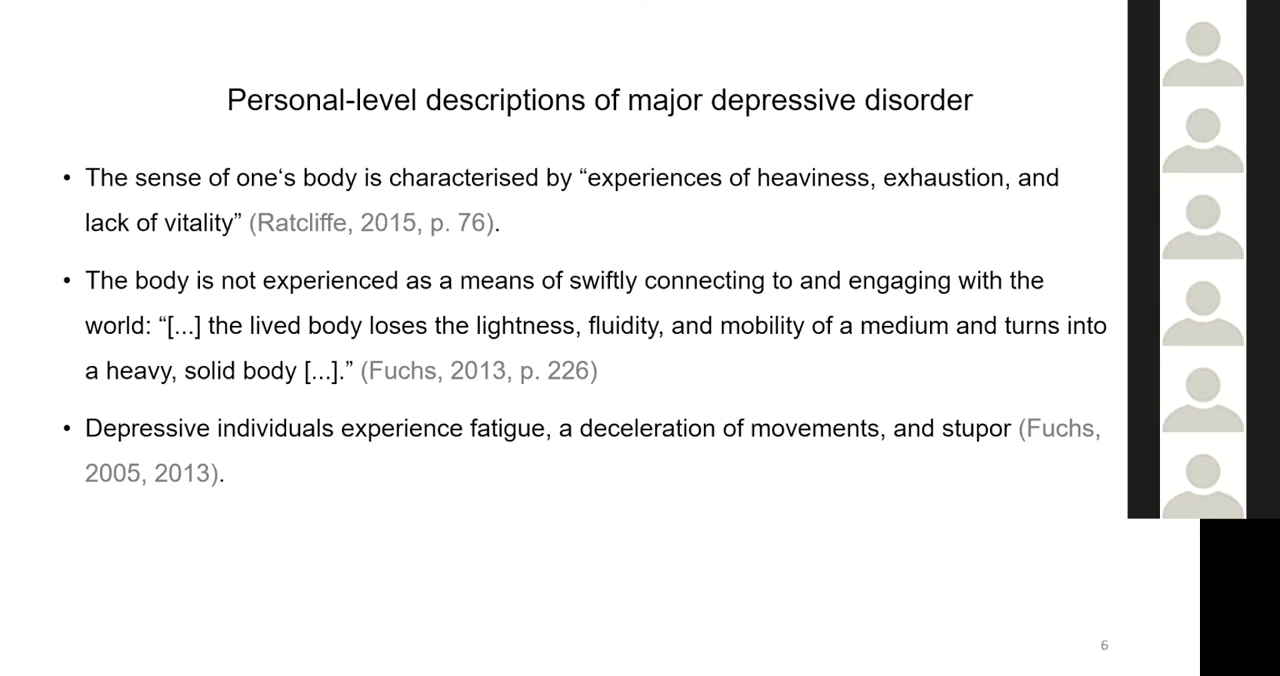 Personal-level descriptions of major depressive disorder
• The sense of one‘s body is characterised by “experiences of heaviness, exhaustion, and
lack of vitality” (Ratcliffe, 2015, p. 76).
• The body is not experienced as a means of swiftly connecting to and engaging with the
world: “[...] the lived body loses the lightness, fluidity, and mobility of a medium and turns into
a heavy, solid body [...].” (Fuchs, 2013, p. 226)
• Depressive individuals experience fatigue, a deceleration of movements, and stupor (Fuchs,
2005, 2013).
6